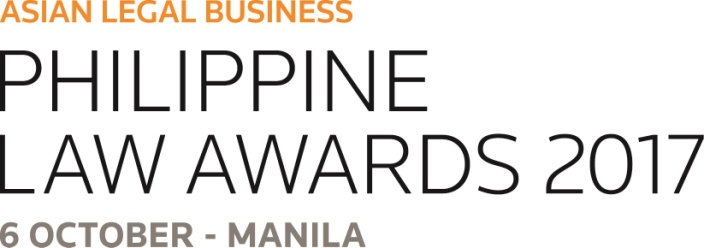 ASIAN LEGAL BUSINESS
PHILIPPINE
LAW AWARDS 2017
6 OCTOBER - MANILA